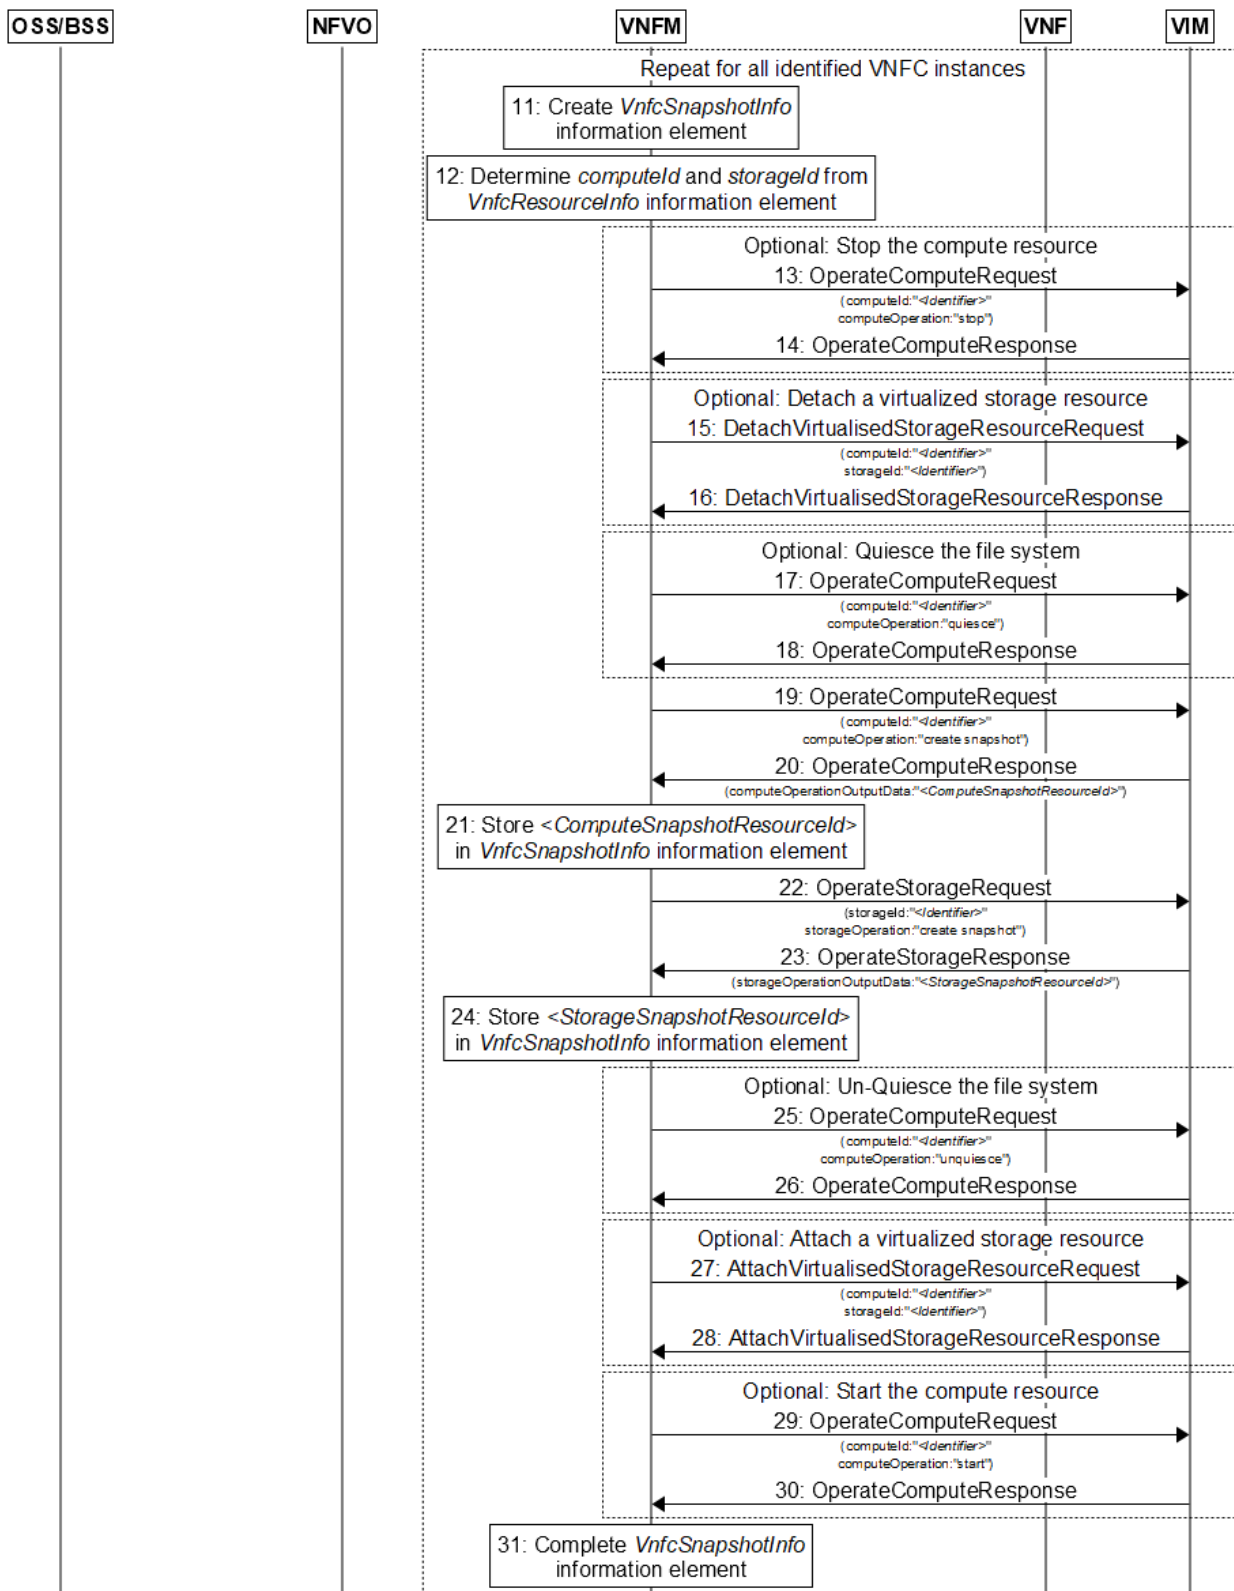 OSS/BSS NFVO VNFM VNF VIM
Repeat for all identified VNFC instances
11: Create VnfcSnapshotInfo
information element
12: Determine computeId and storageId from
VnfcResourceInfo information element
Optional: Stop the compute resource
13: OperateComputeRequest
(computeId:"<Identifier>"
computeOperation:"stop")
14: OperateComputeResponse
Optional: Detach a virtualized storage resource
15: DetachVirtualisedStorageResourceRequest
(computeId:"<Identifier>"
storageId:"<Identifier>")
16: DetachVirtualisedStorageResourceResponse
Optional: Quiesce the file system
17: OperateComputeRequest
(computeId:"<Identifier>"
computeOperation:"quiesce")
18: OperateComputeResponse
19: OperateComputeRequest
(computeId:"<Identifier>"
computeOperation:"create snapshot")
20: OperateComputeResponse
(computeOperationOutputData:"<ComputeSnapshotResourceId>")
21: Store <ComputeSnapshotResourceId>
in VnfcSnapshotInfo information element
22: OperateStorageRequest
(storageId:"<Identifier>"
storageOperation:"create snapshot")
23: OperateStorageResponse
(storageOperationOutputData:"<StorageSnapshotResourceId>")
24: Store <StorageSnapshotResourceId>
in VnfcSnapshotInfo information element
Optional: Un-Quiesce the file system
25: OperateComputeRequest
(computeId:"<Identifier>"
computeOperation:"unquiesce")
26: OperateComputeResponse
Optional: Attach a virtualized storage resource
27: AttachVirtualisedStorageResourceRequest
(computeId:"<Identifier>"
storageId:"<Identifier>")
28: AttachVirtualisedStorageResourceResponse
Optional: Start the compute resource
29: OperateComputeRequest
(computeId:"<Identifier>"
computeOperation:"start")
30: OperateComputeResponse
31: Complete VnfcSnapshotInfo
information element